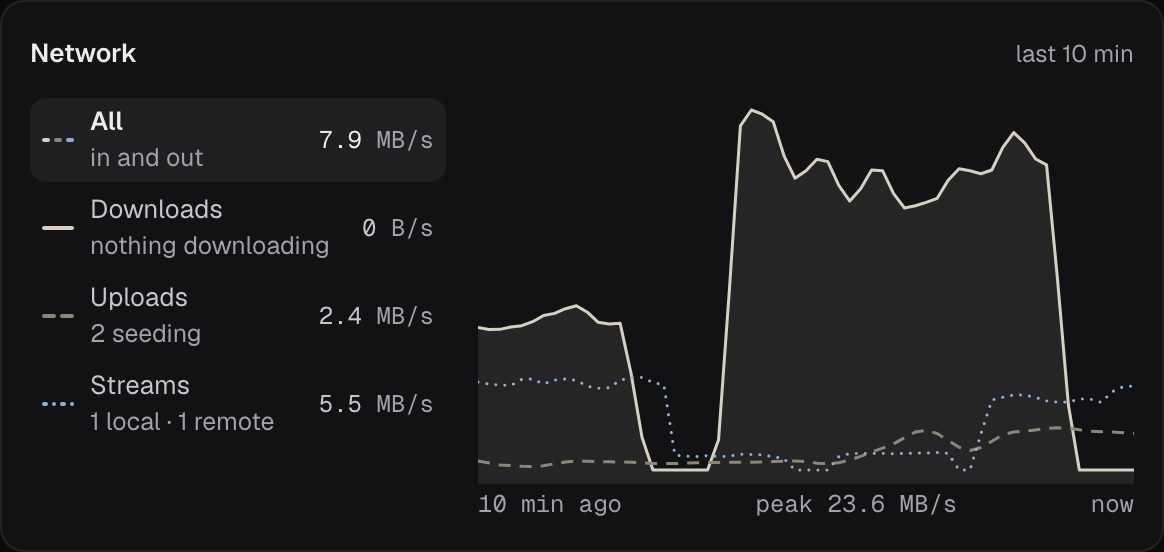 Network
last 10 min
All
in and out
7.9 MB/s
Downloads
nothing downloading
0 B/s
Uploads
2 seeding
2.4 MB/s
Streams
1 local · 1 remote
5.5 MB/s
10 min ago
peak 23.6 MB/s
now